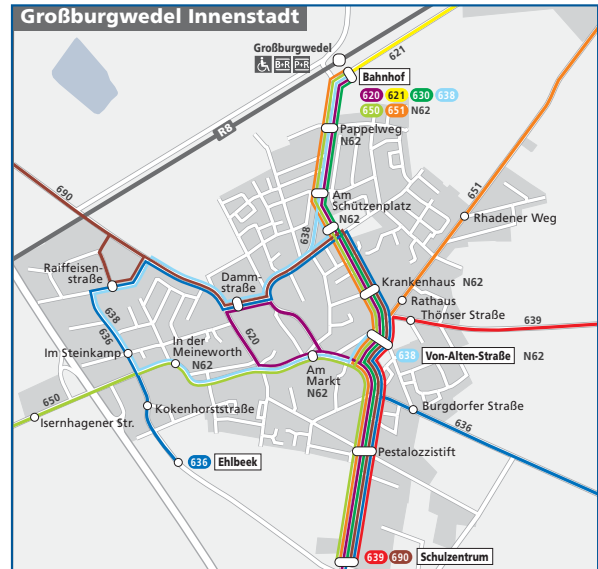 Großburgwedel Innenstadt
Großburgwedel
B+R P+R
621
Bahnhof
620 621 630 638
650 651 N62
R8
Pappelweg
N62
690
Am
Schützenplatz
N62
651
638
Rhadener Weg
Raiffeisen-
straße
Damm-
straße
Krankenhaus N62
Rathaus
Thönser Straße
639
638
636
620
Im Steinkamp
In der
Meineworth
N62
638 Von-Alten-Straße N62
Am
Markt
N62
650
Isernhagener Str.
Kokenhorststraße
Burgdorfer Straße
636
Pestalozzistift
636 Ehlbeek
639 690 Schulzentrum